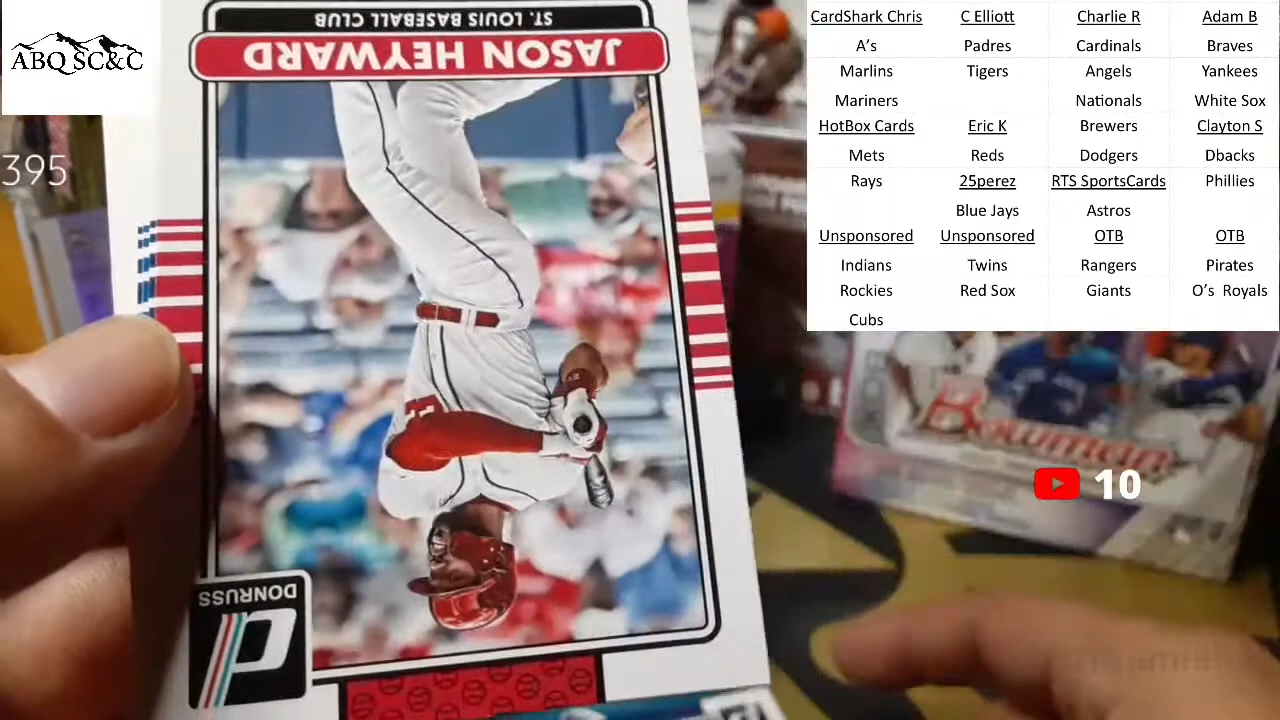 ABQ SC&C
395
ST. LOUIS BASEBALL CLUB
JASON HEYWARD
DONRUSS
CardShark Chris C Elliott Charlie R Adam B
A's Padres Cardinals Braves
Marlins Tigers Angels Yankees
Mariners Nationals White Sox
HotBox Cards Eric K Brewers Clayton S
Mets Reds Dodgers Dbacks
Rays 25perez RTS SportsCards Phillies
Blue Jays Astros
Unsponsored Unsponsored OTB OTB
Indians Twins Rangers Pirates
Rockies Red Sox Giants O's Royals
Cubs
Bowman
10